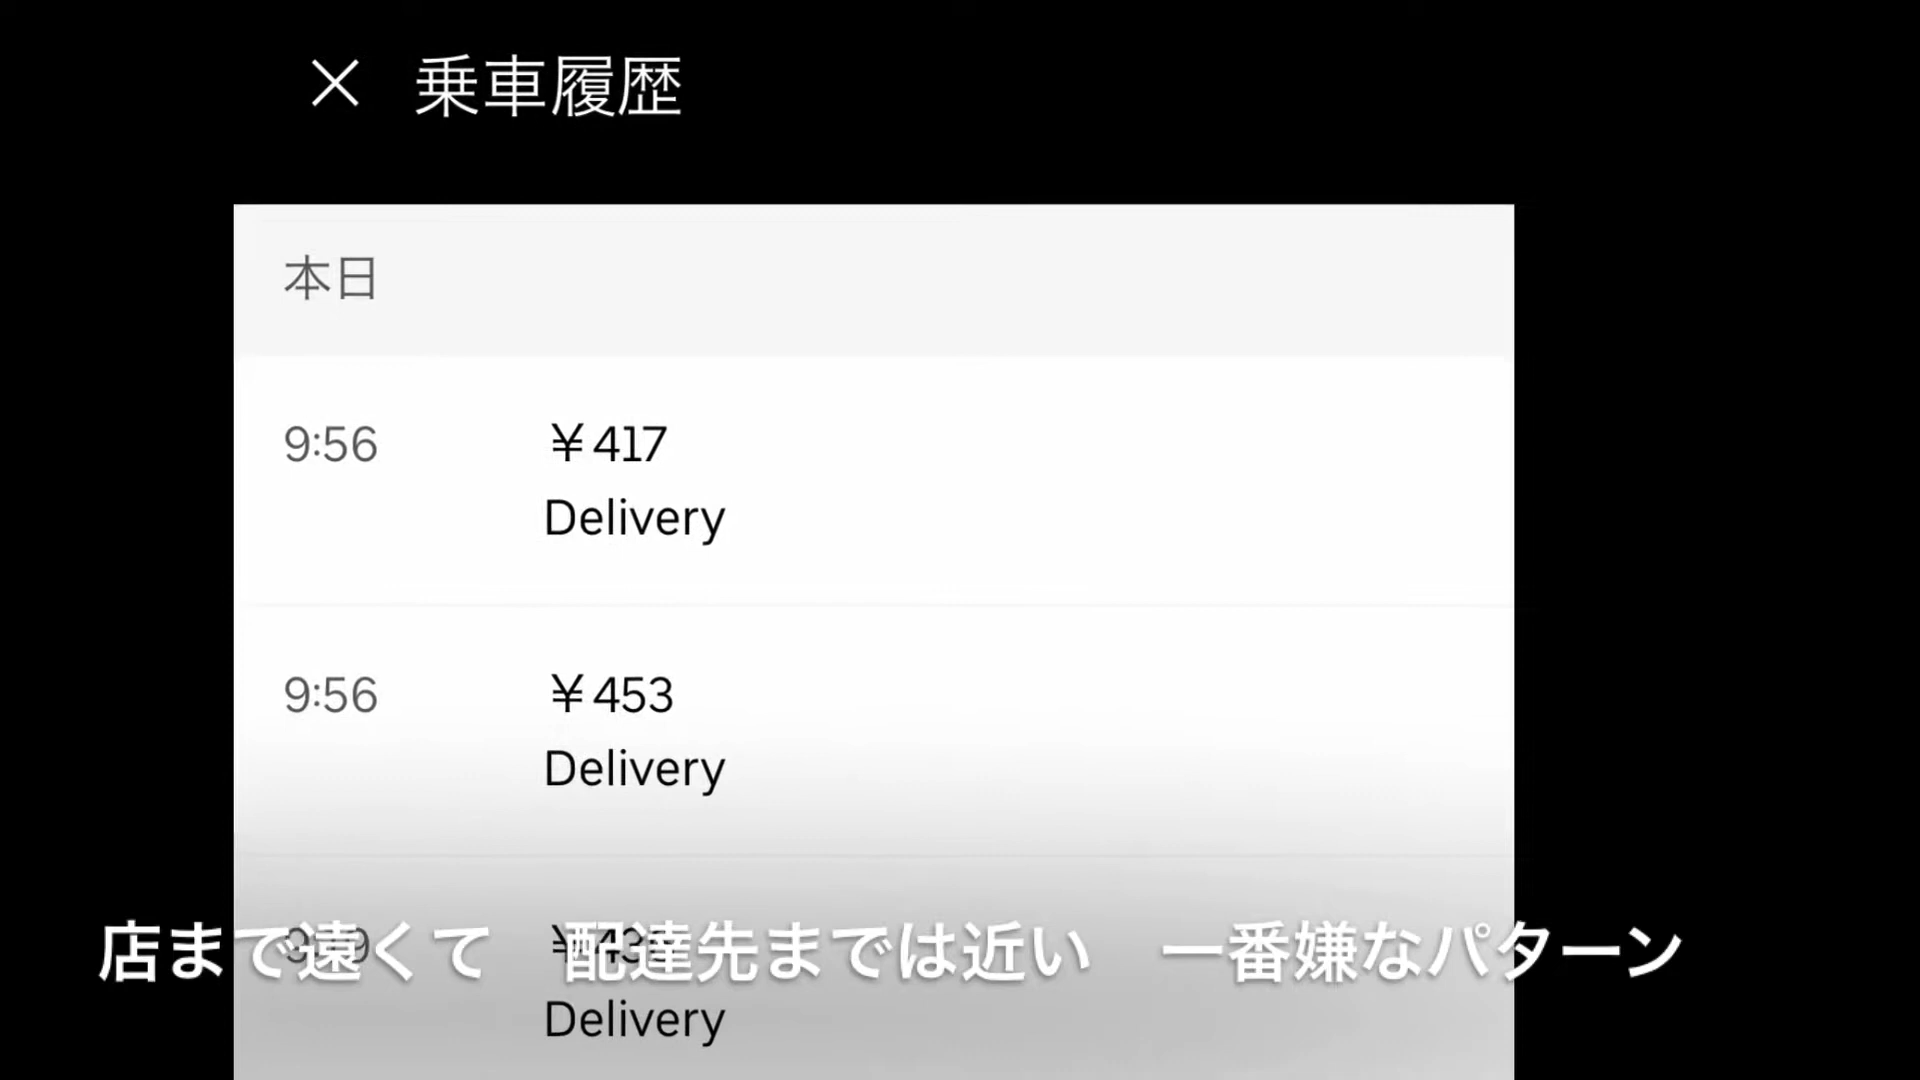 乗車履歴
本日
9:56 ¥417
Delivery
9:56 ¥453
Delivery
店まで遠くて 配達先までは近い 一番嫌なパターン
Delivery